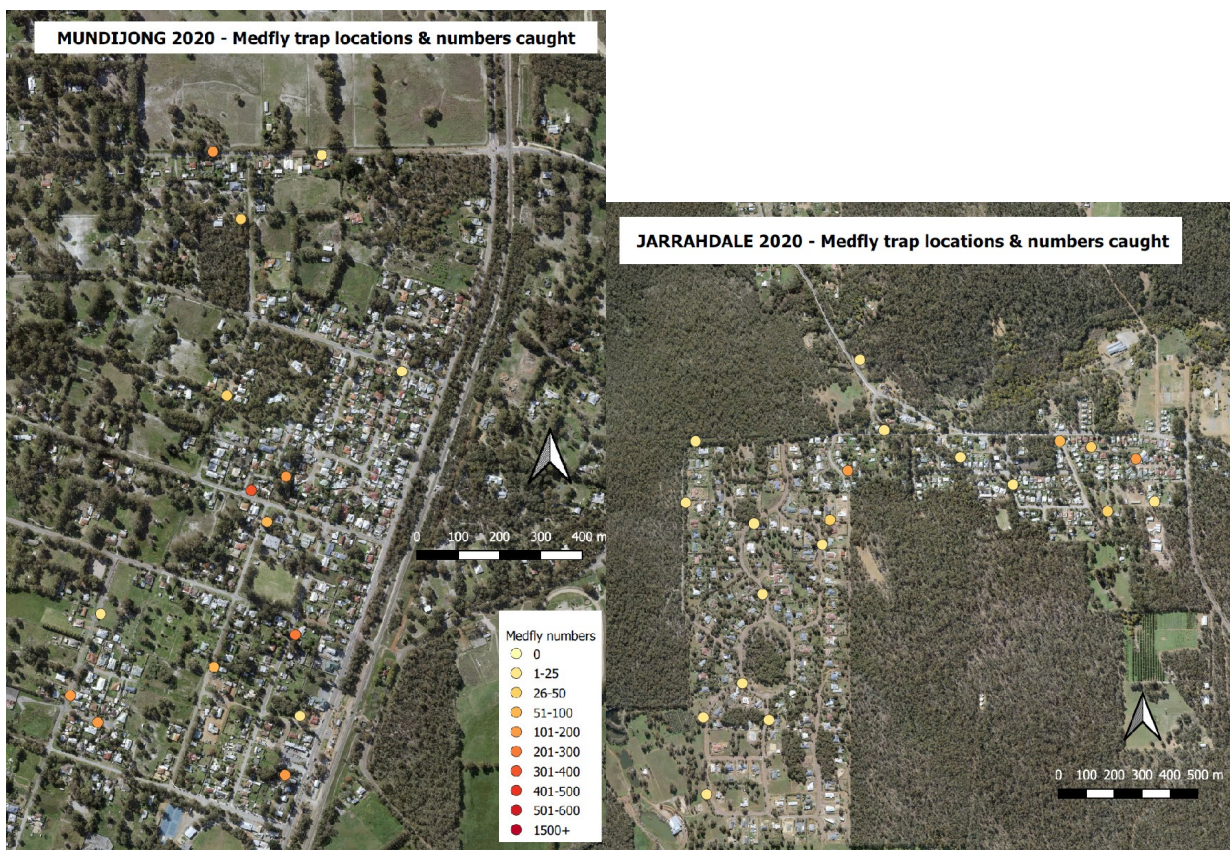 MUNDIJONG 2020 - Medfly trap locations & numbers caught
JARRAHDALE 2020 - Medfly trap locations & numbers caught
0 100 200 300 400 m
Medfly numbers
0
1-25
26-50
51-100
101-200
201-300
301-400
401-500
501-600
1500+
0 100 200 300 400 500 m